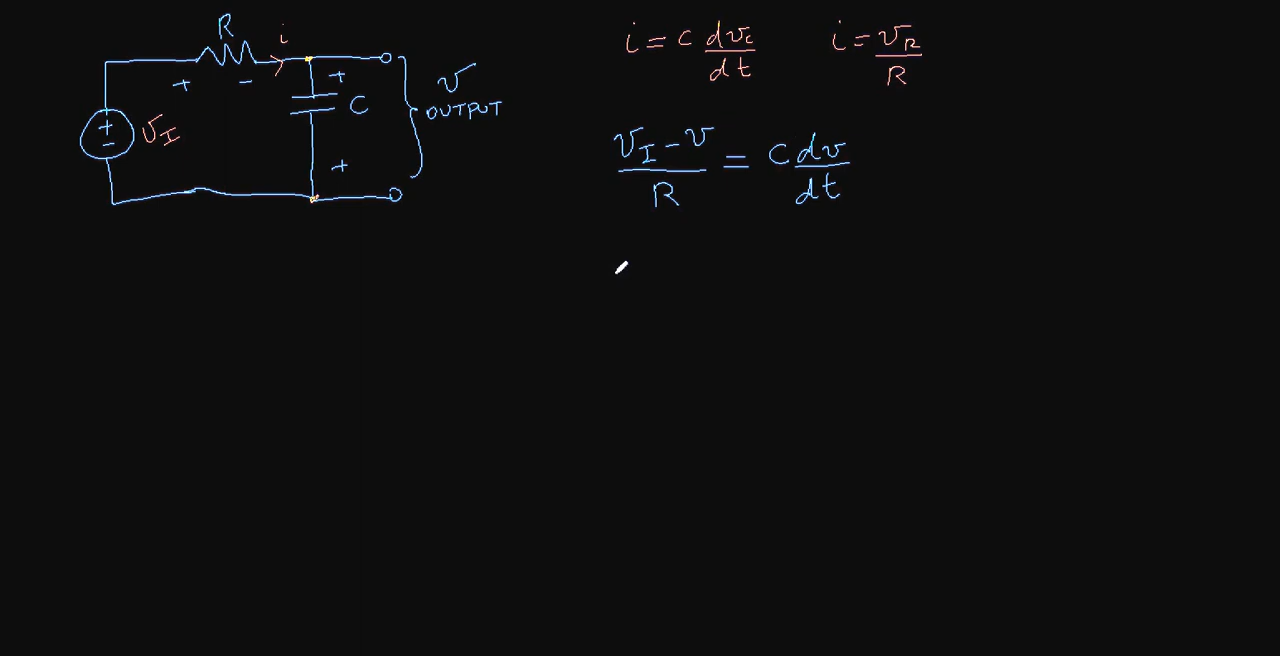 R
i
+ -
+
C
v
OUTPUT
+
-
v_I
+
i = C dv_c/dt
i = v_R/R
(v_I - v)/R = C dv/dt